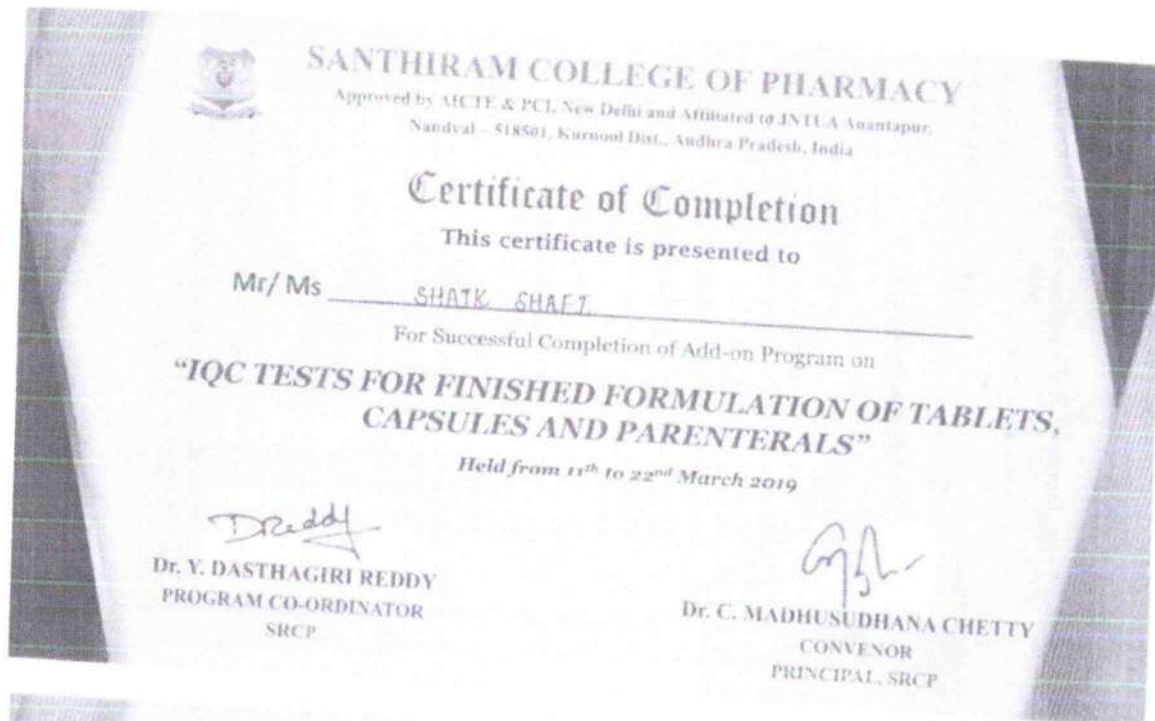 SANTHIRAM COLLEGE OF PHARMACY
Approved by AICTE & PCI, New Delhi and Affiliated to JNTUA Anantapur,
Nandyal - 518501, Kurnool Dist., Andhra Pradesh, India
Certificate of Completion
This certificate is presented to
Mr/ Ms SHAIK SHAFI
For Successful Completion of Add-on Program on
"IQC TESTS FOR FINISHED FORMULATION OF TABLETS,
CAPSULES AND PARENTERALS"
Held from 11th to 22nd March 2019
DReddy
Dr. Y. DASTHAGIRI REDDY
PROGRAM CO-ORDINATOR
SRCP
Dr. C. MADHUSUDHANA CHETTY
CONVENOR
PRINCIPAL, SRCP